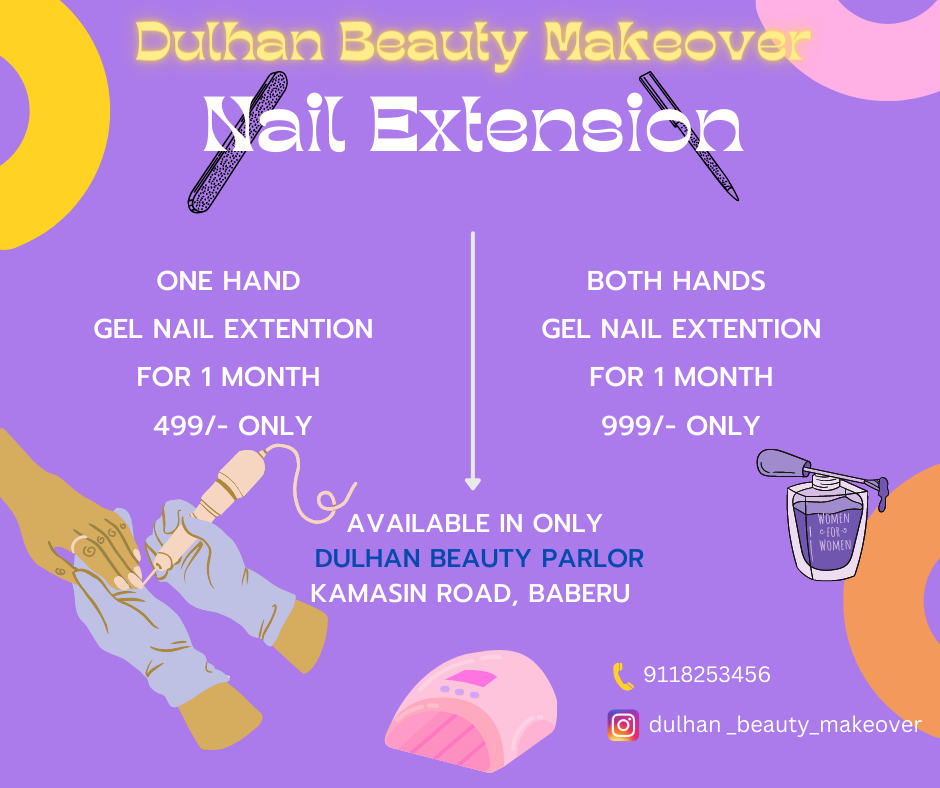 Dulhan Beauty Makeover
Nail Extension
ONE HAND
GEL NAIL EXTENTION
FOR 1 MONTH
499/- ONLY
BOTH HANDS
GEL NAIL EXTENTION
FOR 1 MONTH
999/- ONLY
AVAILABLE IN ONLY
DULHAN BEAUTY PARLOR
KAMASIN ROAD, BABERU
WOMEN
FOR
WOMEN
9118253456
dulhan _beauty_makeover